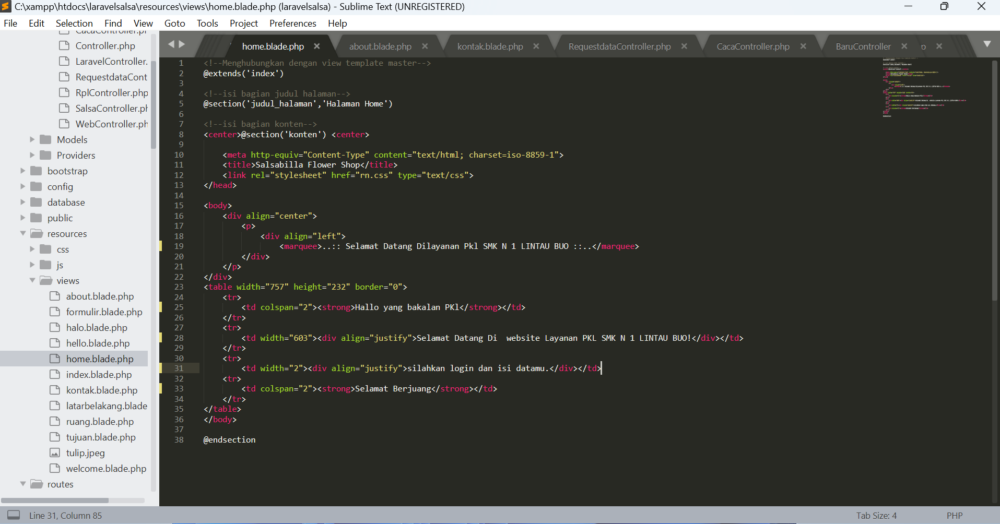 C:\xampp\htdocs\laravelsalsa\resources\views\home.blade.php (laravelsalsa) - Sublime Text (UNREGISTERED)
File Edit Selection Find View Goto Tools Project Preferences Help
CacaController.pl
Controller.php
LaravelController.
RequestdataCont
RplController.php
SalsaController.pl
WebController.ph
Models
Providers
bootstrap
config
database
public
resources
css
js
views
about.blade.php
formulir.blade.php
halo.blade.php
hello.blade.php
home.blade.php
index.blade.php
kontak.blade.php
latarbelakang.blade
ruang.blade.php
tujuan.blade.php
tulip.jpeg
welcome.blade.php
routes
home.blade.php about.blade.php kontak.blade.php RequestdataController.php CacaController.php BaruController
1 <!--Menghubungkan dengan view template master-->
2 @extends('index')
3
4 <!--isi bagian judul halaman-->
5 @section('judul_halaman','Halaman Home')
6
7 <!--isi bagian konten-->
8 <center>@section('konten') <center>
9
10 <meta http-equiv="Content-Type" content="text/html; charset=iso-8859-1">
11 <title>Salsabilla Flower Shop</title>
12 <link rel="stylesheet" href="rn.css" type="text/css">
13 </head>
14
15 <body>
16 <div align="center">
17 <p>
18 <div align="left">
19 <marquee>..:: Selamat Datang Dilayanan Pkl SMK N 1 LINTAU BUO ::..</marquee>
20 </div>
21 </p>
22 </div>
23 <table width="757" height="232" border="0">
24 <tr>
25 <td colspan="2"><strong>Hallo yang bakalan PKl</strong></td>
26 </tr>
27 <tr>
28 <td width="603"><div align="justify">Selamat Datang Di  website Layanan PKL SMK N 1 LINTAU BUO!</div></td>
29 </tr>
30 <tr>
31 <td width="2"><div align="justify">silahkan login dan isi datamu.</div></td>
32 <tr>
33 <td colspan="2"><strong>Selamat Berjuang</strong></td>
34 </tr>
35 </table>
36 </body>
37
38 @endsection
Line 31, Column 85
Tab Size: 4
PHP